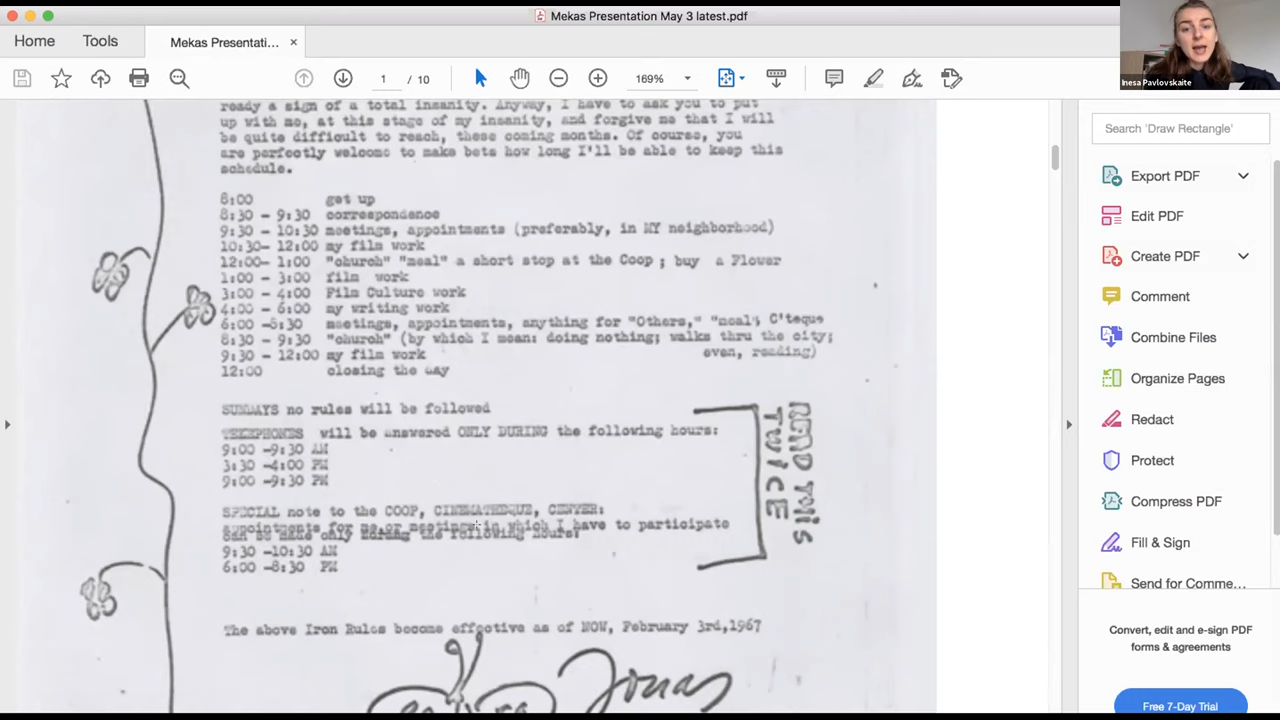 Mekas Presentation May 3 latest.pdf
Home
Tools
Mekas Presentati...
1 / 10
169%
Inesa Pavlovskaite
ready a sign of a total insanity. Anyway, I have to ask you to put
up with me, at this stage of my insanity, and forgive me that I will
be quite difficult to reach, these coming months. Of course, you
are perfectly welcome to make bets how long I'll be able to keep this
schedule.
8:00 get up
8:30 - 9:30 correspondence
9:30 - 10:30 meetings, appointments (preferably, in MY neighborhood)
10:30- 12:00 my film work
12:00- 1:00 "church" "meal" a short stop at the Coop ; buy a Flower
1:00 - 3:00 film work
3:00 - 4:00 Film Culture work
4:00 - 6:00 my writing work
6:00 -8:30 meetings, appointments, anything for "Others," "meal", C'teque
8:30 - 9:30 "church" (by which I mean: doing nothing; walks thru the city;
even, reading)
9:30 - 12:00 my film work
12:00 closing the day
SUNDAYS no rules will be followed
TELEPHONES will be answered ONLY DURING the following hours:
9:00 -9:30 AM
3:30 -4:00 PM
9:00 -9:30 PM
READ THIS
TWICE
SPECIAL note to the COOP, CINEMATHEQUE, CENTER:
appointments for me or meetings in which I have to participate
can be made only during the following hours:
9:30 -10:30 AM
6:00 -8:30 PM
The above Iron Rules become effective as of NOW, February 3rd,1967
Jonas
Search 'Draw Rectangle'
Export PDF
Edit PDF
Create PDF
Comment
Combine Files
Organize Pages
Redact
Protect
Compress PDF
Fill & Sign
Send for Comme...
Convert, edit and e-sign PDF
forms & agreements
Free 7-Day Trial